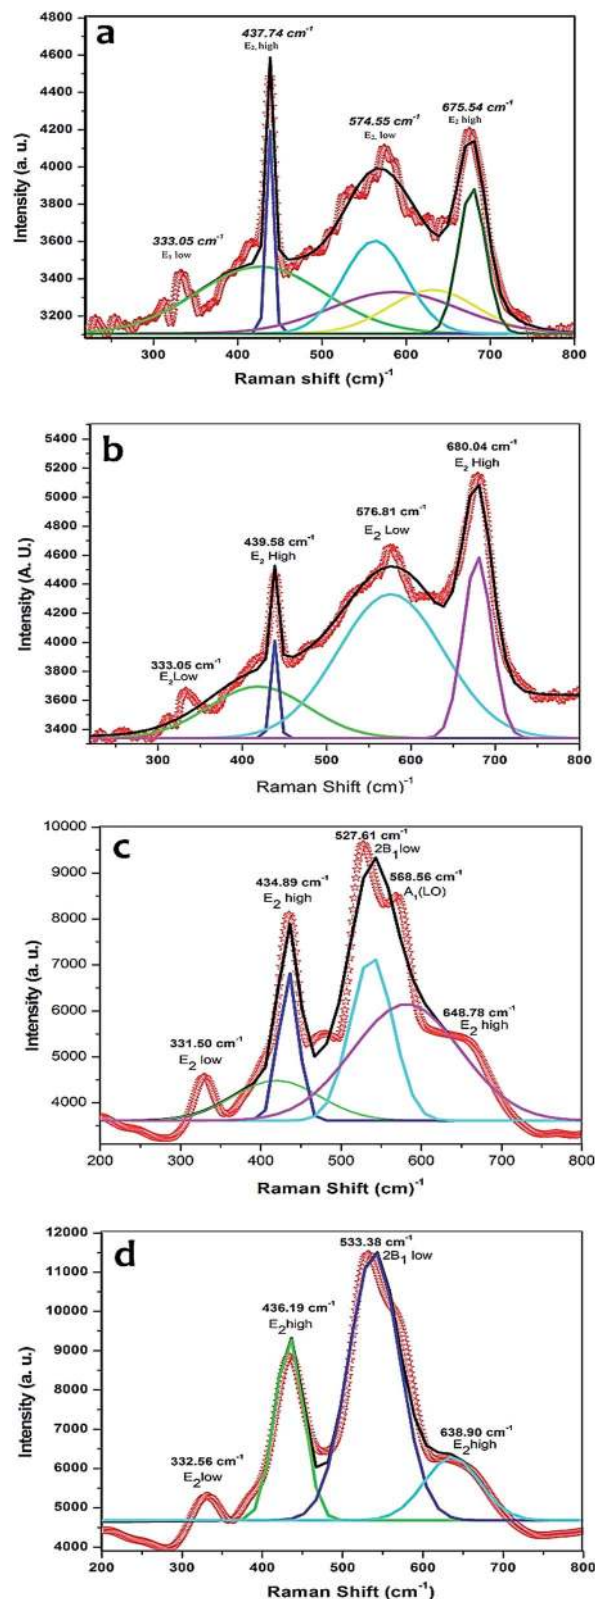 a
437.74 cm-1
E2, high
574.55 cm-1
E2, low
675.54 cm-1
E2 high
333.05 cm-1
4800
4600
4400
4200
4000
3800
3600
3400
3200
Intensity (a. u.)
300 400 500 600 700 800
Raman shift (cm)-1
b
680.04 cm-1
E2 High
576.81 cm-1
E2 Low
439.58 cm-1
E2 High
333.05 cm-1
E2Low
5400
5200
5000
4800
4600
4400
4200
4000
3800
3600
3400
Intensity (A. U.)
300 400 500 600 700 800
Raman Shift (cm)-1
c
527.61 cm-1
2B1 low
568.56 cm-1
A1(LO)
434.89 cm-1
E2 high
648.78 cm-1
E2 high
331.50 cm-1
E2 low
10000
9000
8000
7000
6000
5000
4000
Intensity (a. u.)
200 300 400 500 600 700 800
Raman Shift (cm)-1
d
533.38 cm-1
2B1 low
436.19 cm-1
E2high
638.90 cm-1
E2high
332.56 cm-1
E2low
12000
11000
10000
9000
8000
7000
6000
5000
4000
Intensity (a. u.)
200 300 400 500 600 700 800
Raman Shift (cm-1)